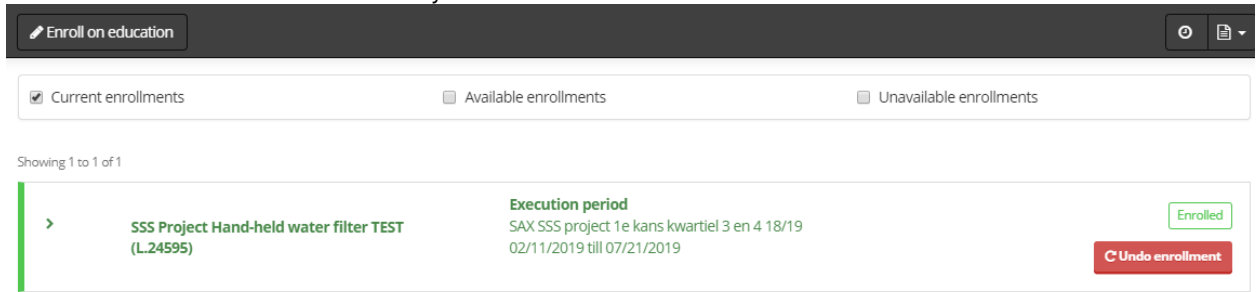 Enroll on education
Current enrollments
Available enrollments
Unavailable enrollments
Showing 1 to 1 of 1
SSS Project Hand-held water filter TEST
(L.24595)
Execution period
SAX SSS project 1e kans kwartiel 3 en 4 18/19
02/11/2019 till 07/21/2019
Enrolled
Undo enrollment